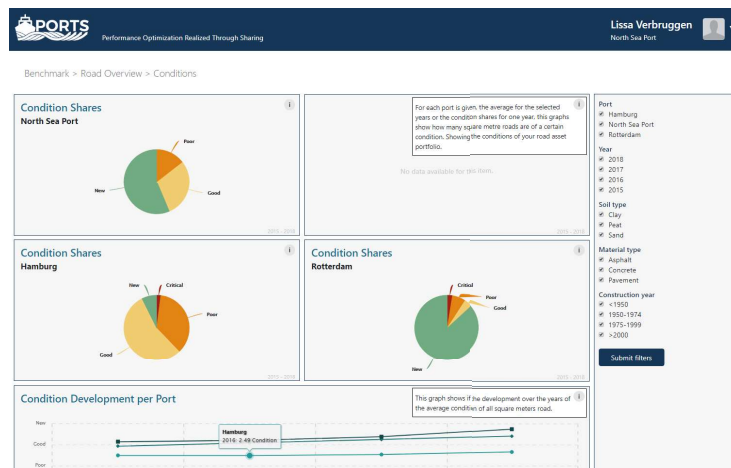 PORTS
Performance Optimization Realized Through Sharing
Lissa Verbruggen
North Sea Port
Benchmark > Road Overview > Conditions
Condition Shares
North Sea Port
i
Poor
New
Good
2015 - 2018
For each port is given, the average for the selected
years or the condition shares for one year, this graphs
show how many square metre roads are of a certain
condition. Showing the conditions of your road asset
portfolio.
i
No data available for this item.
2015 - 2018
Condition Shares
Hamburg
i
New
Critical
Poor
Good
2015 - 2018
Condition Shares
Rotterdam
i
Critical
Poor
Good
New
2015 - 2018
Condition Development per Port
This graph shows if he development over the years of
the average condition of all square meters road.
i
New
Good
Poor
Hamburg
2016: 2.48 Condition
Port
Hamburg
North Sea Port
Rotterdam
Year
2018
2017
2016
2015
Soil type
Clay
Peat
Sand
Material type
Asphalt
Concrete
Pavement
Construction year
<1950
1950-1974
1975-1999
>2000
Submit filters